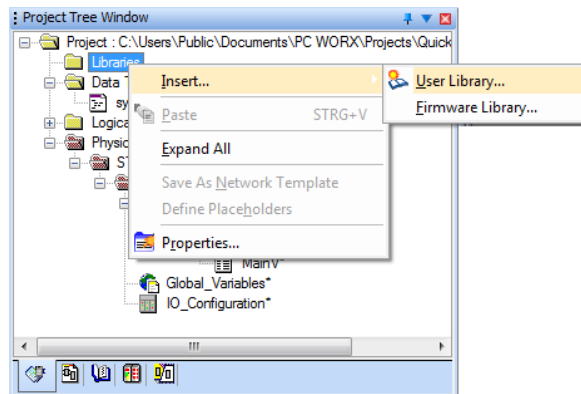 Project Tree Window
Project : C:\Users\Public\Documents\PC WORX\Projects\Quick
Libraries
Insert...
User Library...
Data T
sy
Paste STRG+V
Firmware Library...
Logica
Expand All
Physic
ST
Save As Network Template
Define Placeholders
Properties...
MainV*
Global_Variables*
IO_Configuration*